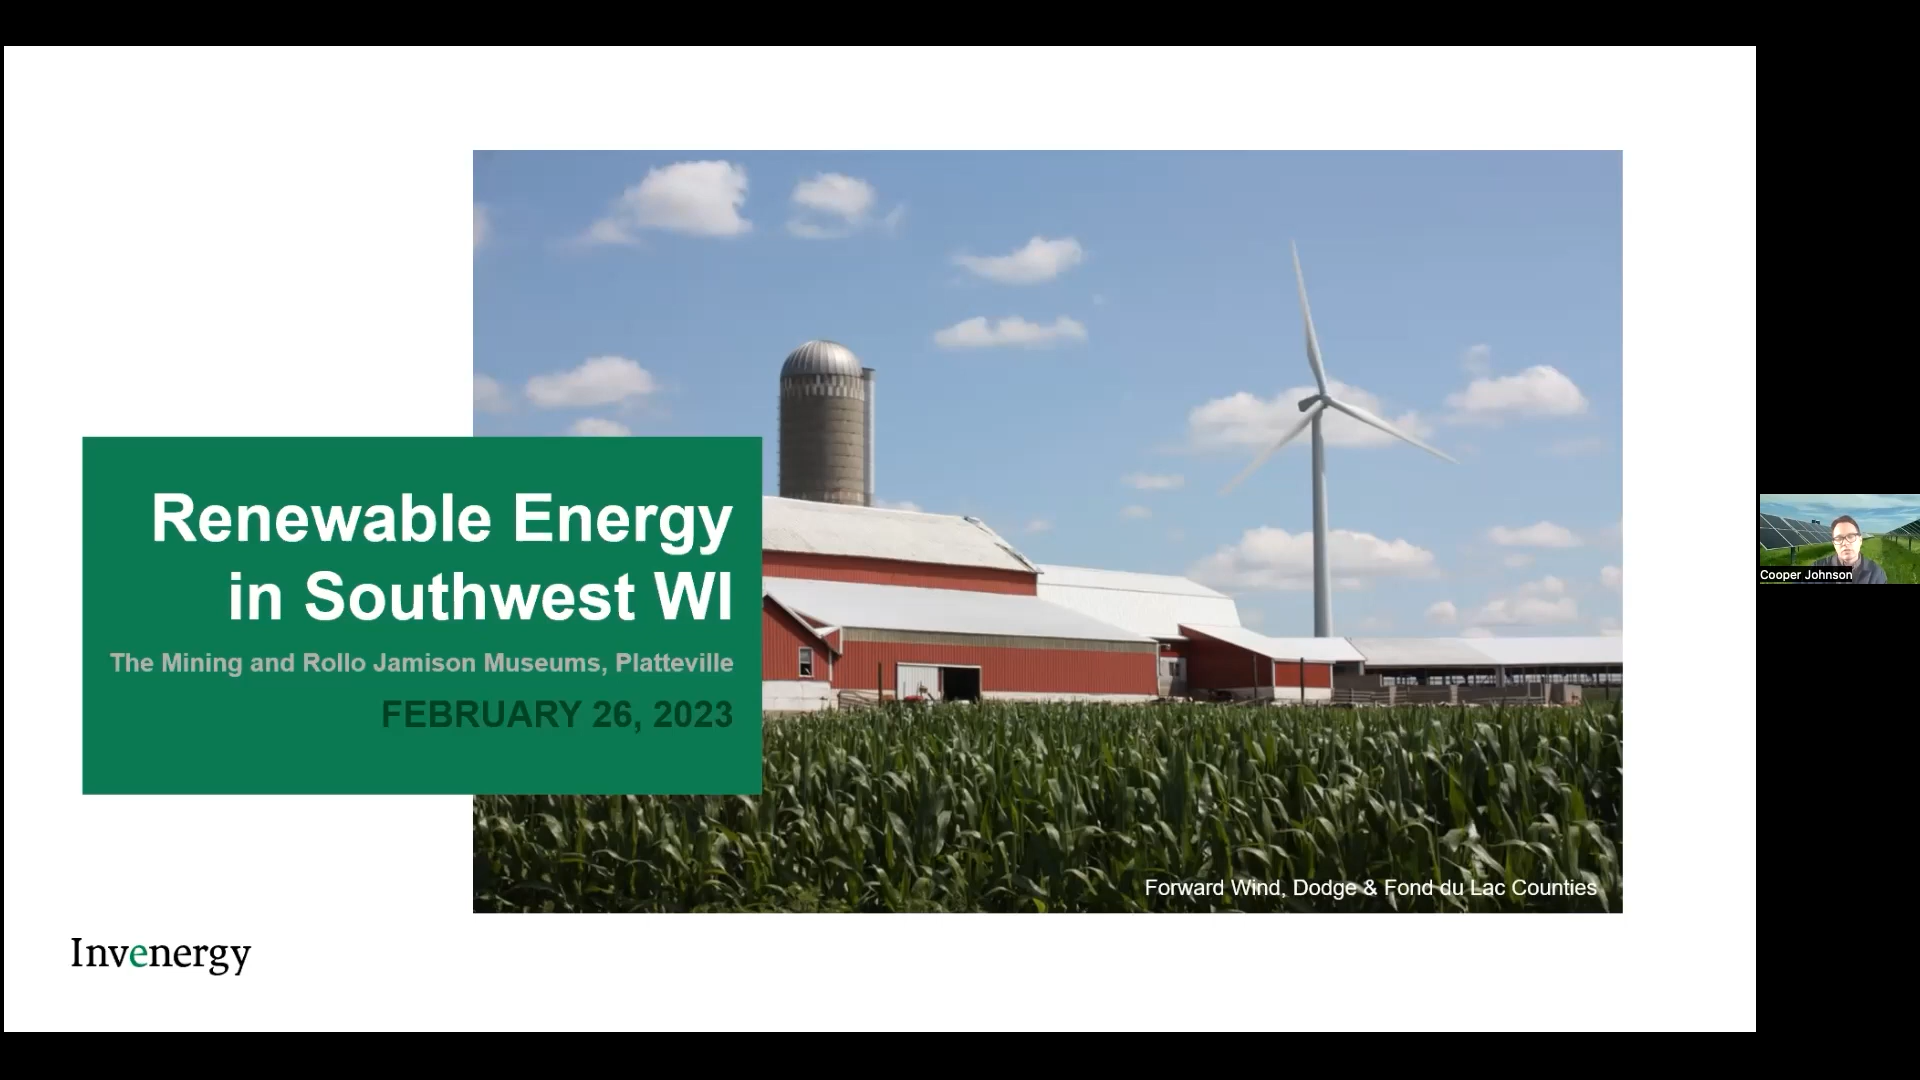 Renewable Energy
in Southwest WI
The Mining and Rollo Jamison Museums, Platteville
FEBRUARY 26, 2023
Forward Wind, Dodge & Fond du Lac Counties
Invenergy
Cooper Johnson